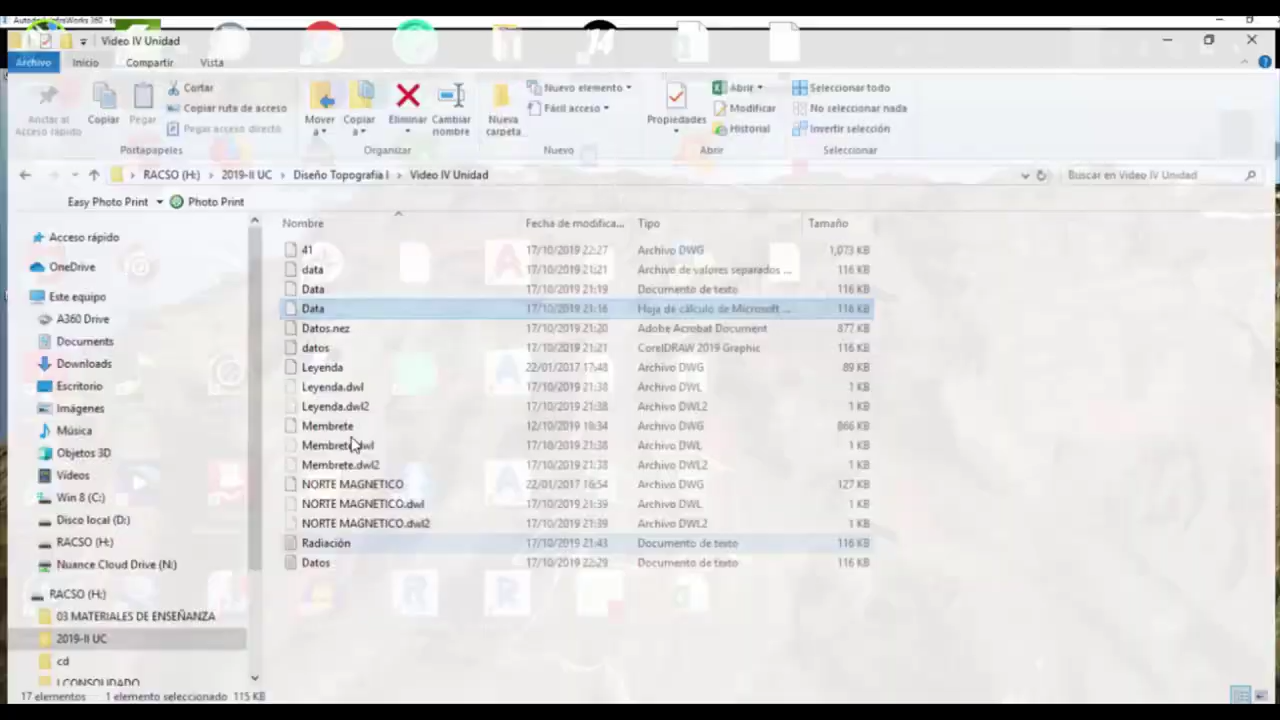 Video IV Unidad
Archivo Inicio Compartir Vista
Anclar al Acceso rápido
Copiar
Pegar
Cortar
Copiar ruta de acceso
Pegar acceso directo
Portapapeles
Mover a
Copiar a
Eliminar
Cambiar nombre
Organizar
Nueva carpeta
Nuevo elemento
Fácil acceso
Nuevo
Propiedades
Abrir
Modificar
Historial
Abrir
Seleccionar todo
No seleccionar nada
Invertir selección
Seleccionar
RACSO (H:) > 2019-II UC > Diseño Topografia I > Video IV Unidad
Buscar en Video IV Unidad
Easy Photo Print Photo Print
Acceso rápido
OneDrive
Este equipo
A360 Drive
Documents
Downloads
Escritorio
Imágenes
Música
Objetos 3D
Vídeos
Win 8 (C:)
Disco local (D:)
RACSO (H:)
Nuance Cloud Drive (N:)
RACSO (H:)
03 MATERIALES DE ENSEÑANZA
2019-II UC
cd
I CONSOLIDADO
Nombre Fecha de modifica... Tipo Tamaño
41 17/10/2019 22:27 Archivo DWG 1,073 KB
data 17/10/2019 21:21 Archivo de valores separados ... 116 KB
Data 17/10/2019 21:19 Documento de texto 116 KB
Data 17/10/2019 21:16 Hoja de cálculo de Microsoft ... 116 KB
Datos.nez 17/10/2019 21:20 Adobe Acrobat Document 877 KB
datos 17/10/2019 21:21 CorelDRAW 2019 Graphic 116 KB
Leyenda 22/01/2017 17:48 Archivo DWG 89 KB
Leyenda.dwl 17/10/2019 21:38 Archivo DWL 1 KB
Leyenda.dwl2 17/10/2019 21:38 Archivo DWL2 1 KB
Membrete 12/10/2019 18:34 Archivo DWG 866 KB
Membrete.dwl 17/10/2019 21:38 Archivo DWL 1 KB
Membrete.dwl2 17/10/2019 21:38 Archivo DWL2 1 KB
NORTE MAGNETICO 22/01/2017 16:54 Archivo DWG 127 KB
NORTE MAGNETICO.dwl 17/10/2019 21:39 Archivo DWL 1 KB
NORTE MAGNETICO.dwl2 17/10/2019 21:39 Archivo DWL2 1 KB
Radiación 17/10/2019 21:43 Documento de texto 116 KB
Datos 17/10/2019 22:29 Documento de texto 116 KB
17 elementos 1 elemento seleccionado 115 KB